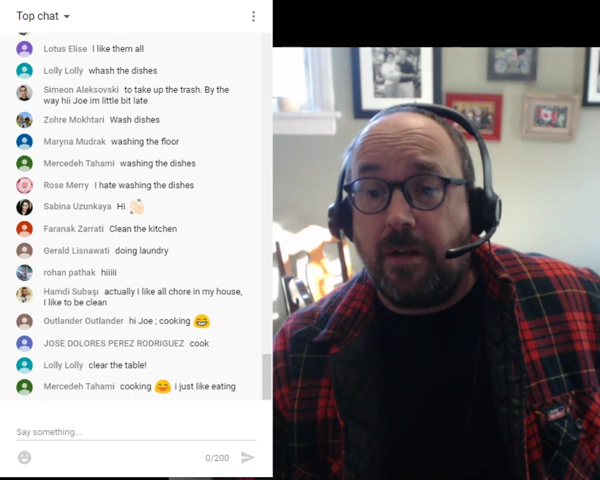 Top chat
Lotus Elise I like them all
Lolly Lolly whash the dishes
Simeon Aleksovski to take up the trash. By the
way hii Joe im little bit late
Zohre Mokhtari Wash dishes
Maryna Mudrak washing the floor
Mercedeh Tahami washing the dishes
Rose Merry I hate washing the dishes
Sabina Uzunkaya Hi 👏🏻
Faranak Zarrati Clean the kitchen
Gerald Lisnawati doing laundry
rohan pathak hiiiii
Hamdi Subaşı actually I like all chore in my house,
I like to be clean
Outlander Outlander hi Joe ; cooking 😂
JOSE DOLORES PEREZ RODRIGUEZ cook
Lolly Lolly clear the table!
Mercedeh Tahami cooking 😄 i just like eating
Say something...
0/200